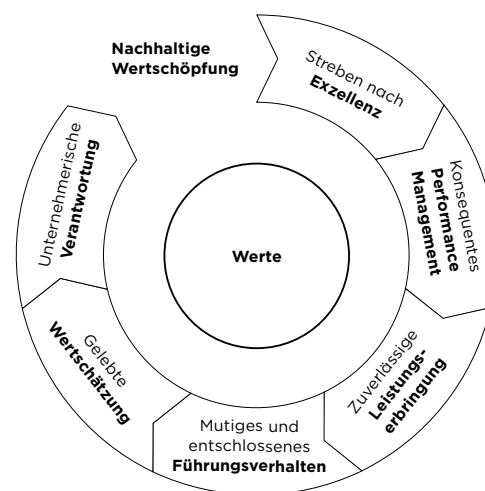 Nachhaltige
Wertschöpfung
Streben nach
Exzellenz
Konsequentes
Performance
Management
Zuverlässige
Leistungs-
erbringung
Mutiges und
entschlossenes
Führungsverhalten
Gelebte
Wertschätzung
Unternehmerische
Verantwortung
Werte